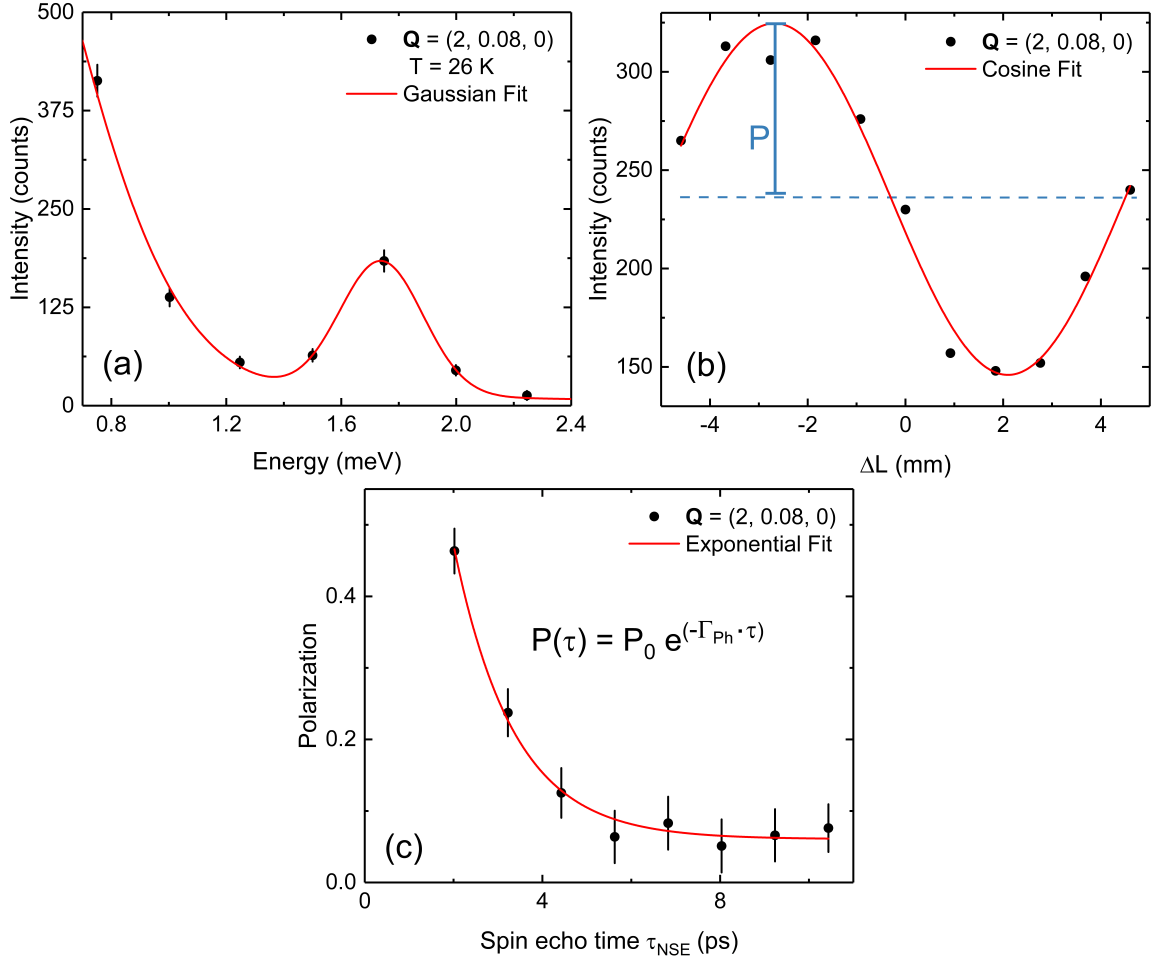 500
375
250
125
0
Intensity (counts)
Q = (2, 0.08, 0)
T = 26 K
Gaussian Fit
(a)
0.8 1.2 1.6 2.0 2.4
Energy (meV)
300
250
200
150
Intensity (counts)
Q = (2, 0.08, 0)
Cosine Fit
P
(b)
-4 -2 0 2 4
ΔL (mm)
0.4
0.2
0.0
Polarization
Q = (2, 0.08, 0)
Exponential Fit
P(τ) = P₀ e^(-Γ_Ph·τ)
(c)
0 4 8
Spin echo time τ_NSE (ps)